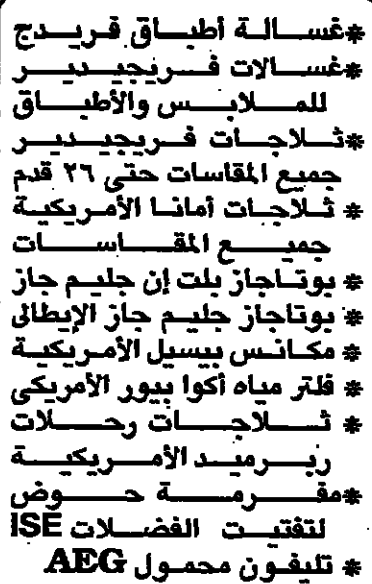 *غسالة أطباق فريدج
*غسالات فريجيدير
للملابس والأطباق
*ثلاجات فريجيدير
جميع المقاسات حتى ٢٦ قدم
* ثلاجات أمانا الأمريكية
جميع المقاسات
* بوتاجاز بلت إن جليم جاز
* بوتاجاز جليم جاز الإيطالى
* مكانس بيسيل الأمريكية
* فلتر مياه أكوا بيور الأمريكى
* ثلاجات رحلات
ربرميد الأمريكية
*مفرمة حوض
لتفتيت الفضلات ISE
* تليفون محمول AEG